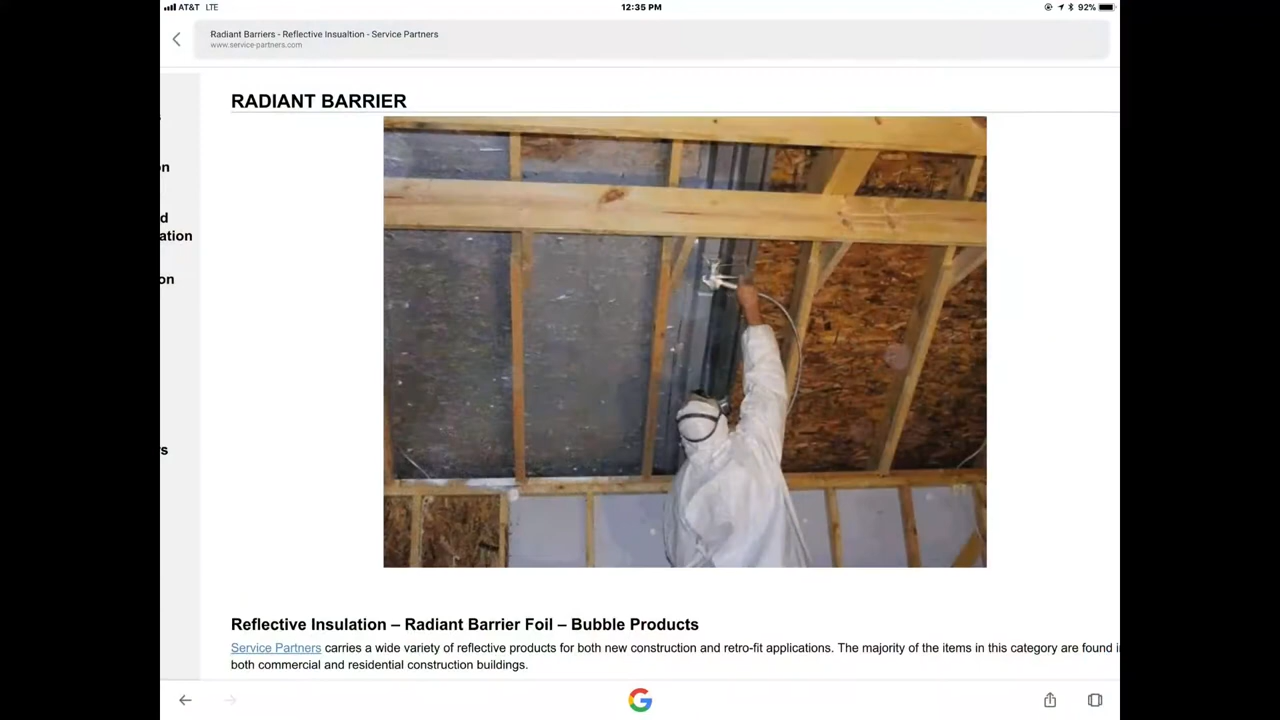 AT&T LTE
12:35 PM
92%
Radiant Barriers - Reflective Insualtion - Service Partners
www.service-partners.com
RADIANT BARRIER
s
on
d
ation
on
s
Reflective Insulation – Radiant Barrier Foil – Bubble Products
Service Partners carries a wide variety of reflective products for both new construction and retro-fit applications. The majority of the items in this category are found i
both commercial and residential construction buildings.
G